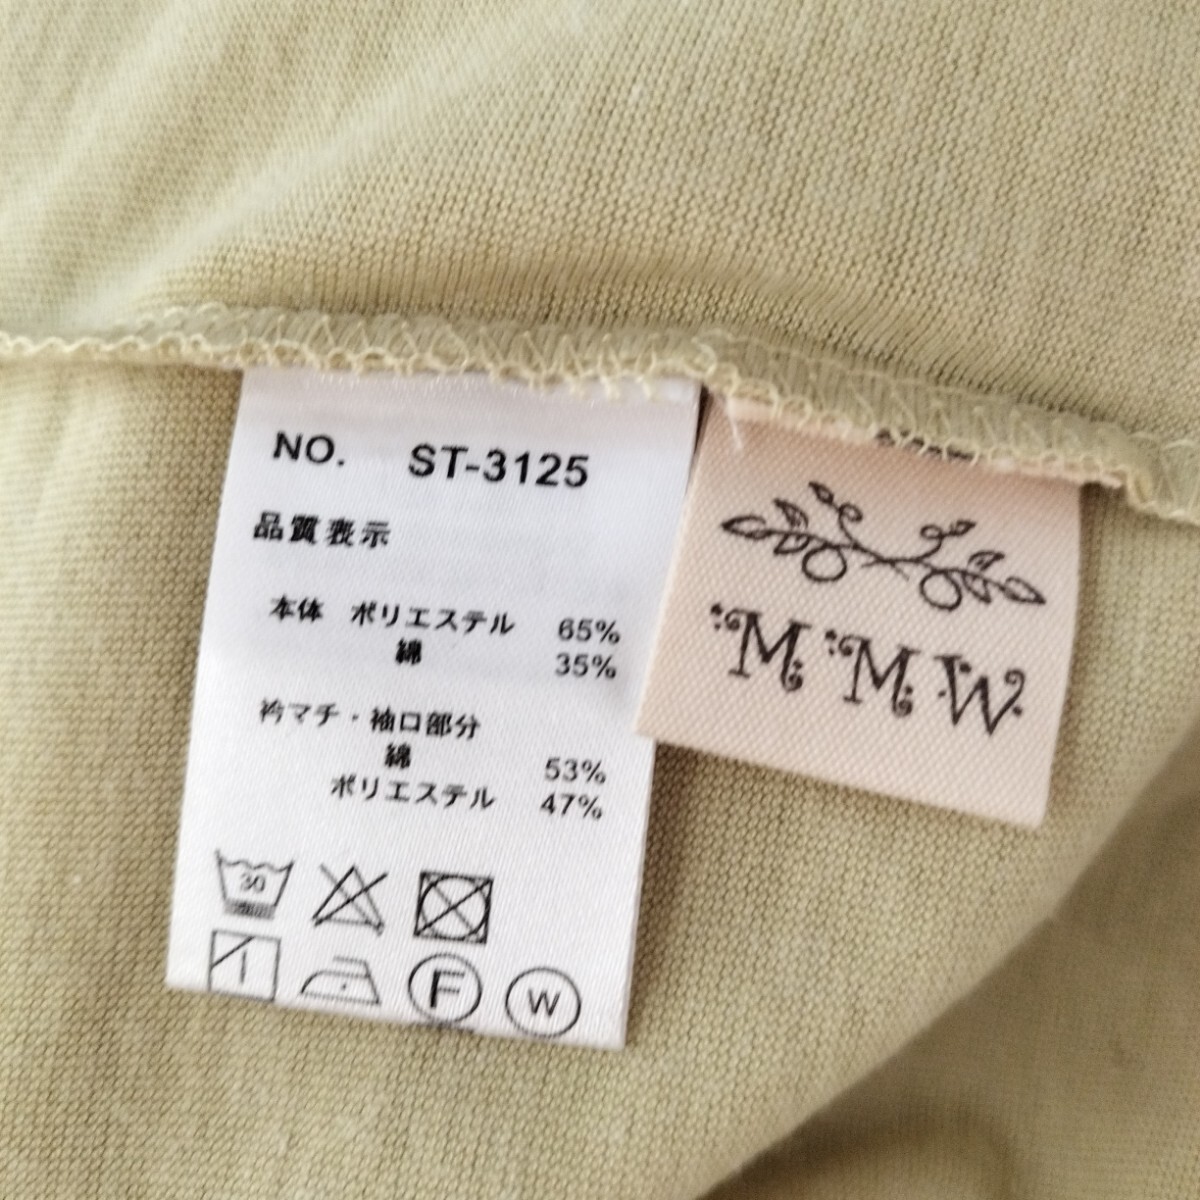 NO. ST-3125
品質表示
本体 ポリエステル 65%
綿 35%
衿マチ・袖口部分
綿 53%
ポリエステル 47%
30
F
W
M.M.W.